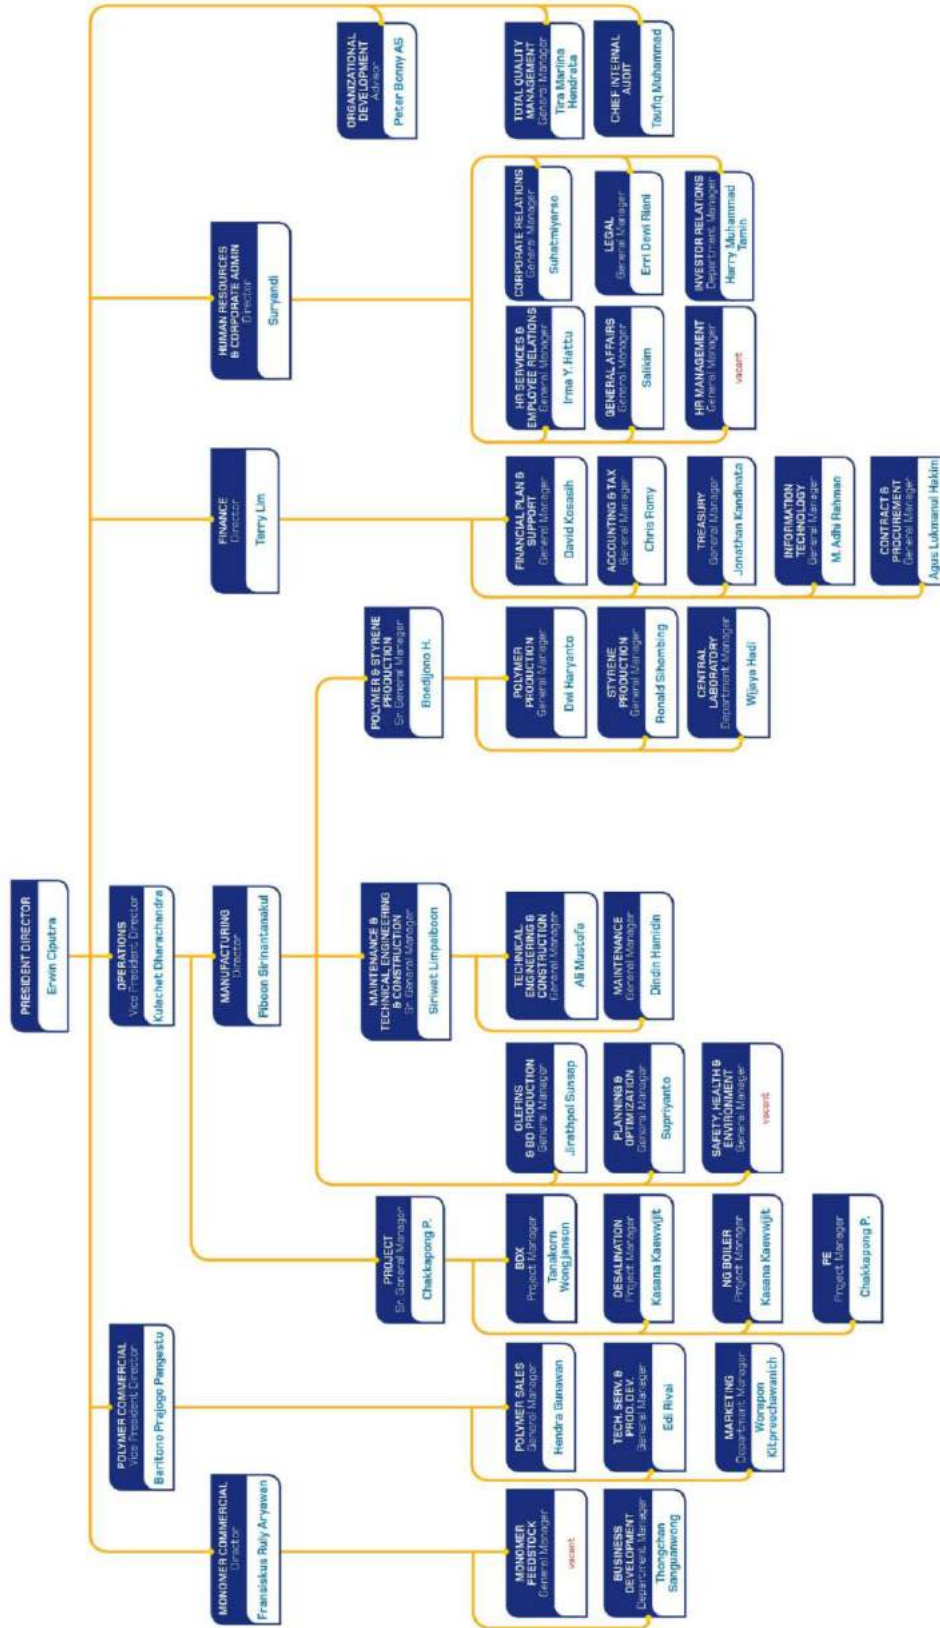 PRESIDENT DIRECTOR
Erwin Ciputra
MONOMER COMMERCIAL
Director
Fransiskus Ruly Aryawan
POLYMER COMMERCIAL
Vice President Director
Baritono Prajogo Pangestu
OPERATIONS
Vice President Director
Kulachet Dharachandra
MANUFACTURING
Director
Piboon Sirinantanakul
FINANCE
Director
Terry Lim
HUMAN RESOURCES
& CORPORATE ADMIN
Director
Suryandi
ORGANIZATIONAL
DEVELOPMENT
Advisor
Peter Bonny AS
PROJECT
Sr. General Manager
Chakkapong P.
MAINTENANCE &
TECHNICAL, ENGINEERING
& CONSTRUCTION
Sr. General Manager
Siriwat Limpaiboon
POLYMER & STYRENE
PRODUCTION
Sr. General Manager
Boedijono H.
MONOMER
FEEDSTOCK
General Manager
vacant
BUSINESS
DEVELOPMENT
Department Manager
Thongchan
Sanguanwong
POLYMER SALES
General Manager
Hendra Gunawan
TECH. SERV. &
PROD. DEV.
General Manager
Edi Rivai
MARKETING
Department Manager
Worapon
Kitpreechawanich
BDX
Project Manager
Tanakorn
Wongjanson
DESALINATION
Project Manager
Kasana Kaewwijit
NG BOILER
Project Manager
Kasana Kaewwijit
PE
Project Manager
Chakkapong P.
OLEFINS
& BD PRODUCTION
General Manager
Jirathpol Sunsap
PLANNING &
OPTIMIZATION
General Manager
Supriyanto
SAFETY, HEALTH &
ENVIRONMENT
General Manager
vacant
TECHNICAL
ENGINEERING &
CONSTRUCTION
General Manager
Ali Mustofa
MAINTENANCE
General Manager
Dindin Hamidin
POLYMER
PRODUCTION
General Manager
Dwi Haryanto
STYRENE
PRODUCTION
General Manager
Ronald Sihombing
CENTRAL
LABORATORY
Department Manager
Wijaya Hadi
FINANCIAL PLAN &
SUPPORT
General Manager
David Kosasih
ACCOUNTING & TAX
General Manager
Chris Romy
TREASURY
General Manager
Jonathan Kandinata
INFORMATION
TECHNOLOGY
General Manager
M. Adhi Rahman
CONTRACT &
PROCUREMENT
General Manager
Agus Lukmanul Hakim
HR SERVICES &
EMPLOYEE RELATIONS
General Manager
Irma Y. Hattu
GENERAL AFFAIRS
General Manager
Salikim
HR MANAGEMENT
General Manager
vacant
CORPORATE RELATIONS
General Manager
Suhatmiyarso
LEGAL
General Manager
Erri Dewi Riani
INVESTOR RELATIONS
Department Manager
Harry Muhammad
Tamin
TOTAL QUALITY
MANAGEMENT
General Manager
Tira Marlina
Hendrata
CHIEF INTERNAL
AUDIT
Taufiq Muhammad